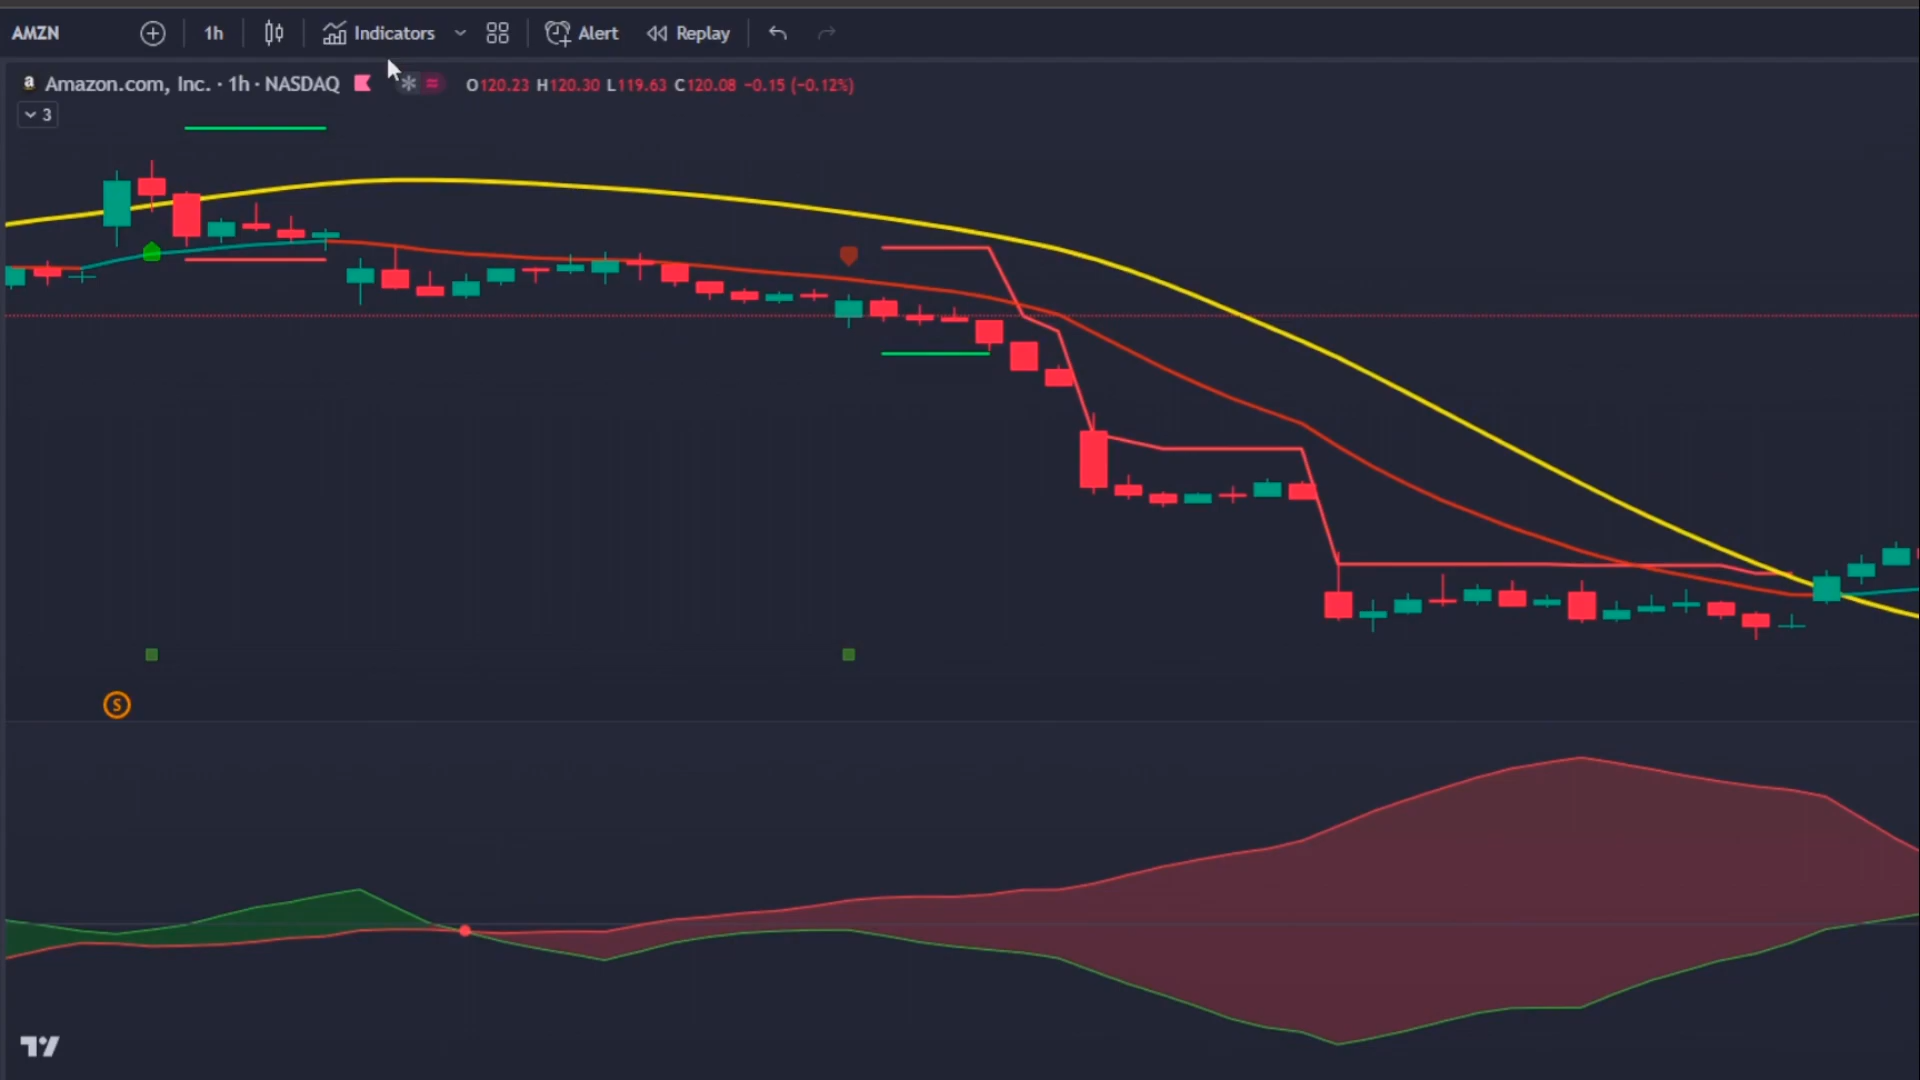 AMZN 1h Indicators Alert Replay
a Amazon.com, Inc. · 1h · NASDAQ O120.23 H120.30 L119.63 C120.08 −0.15 (−0.12%)
3
S